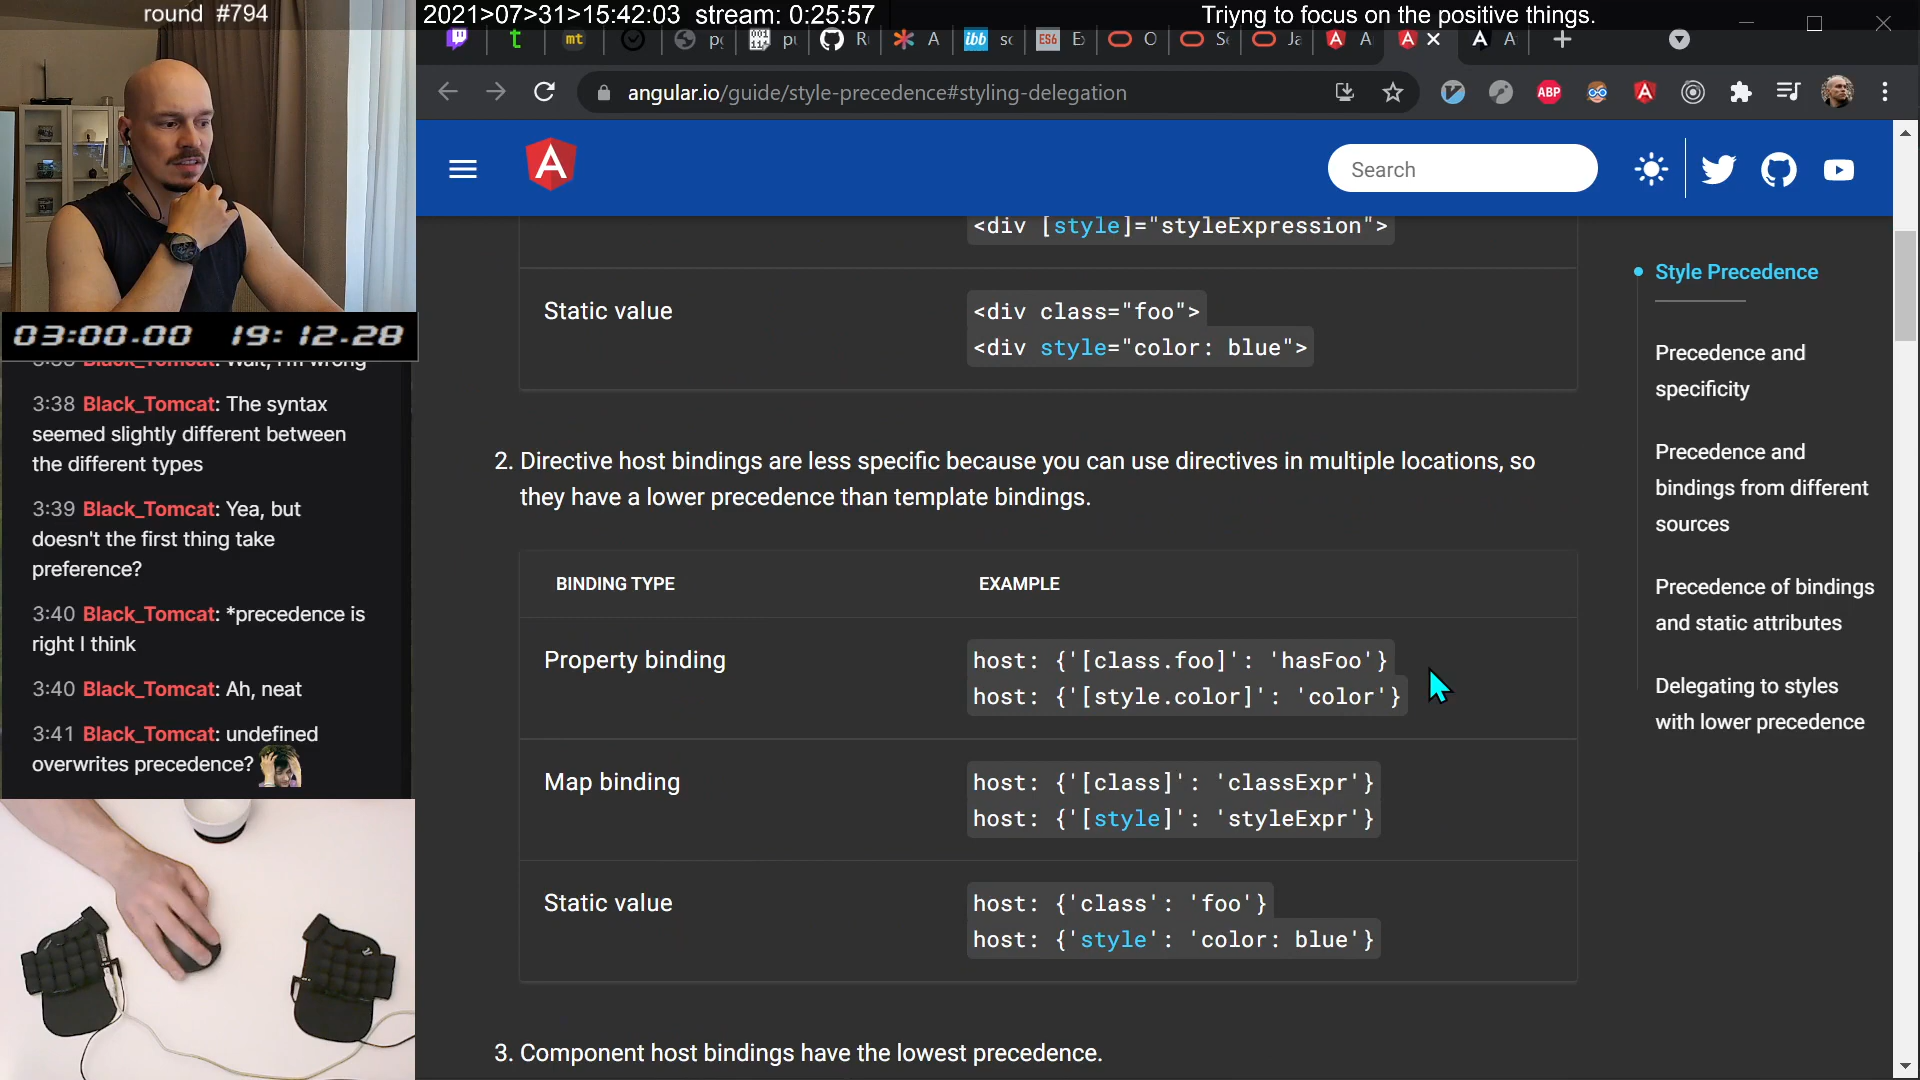 round #794
2021>07>31>15:42:03 stream: 0:25:57
Triyng to focus on the positive things.
angular.io/guide/style-precedence#styling-delegation
ABP
Search
03:00.00 19:12.28
3:38 Black_Tomcat: Wait, I'm wrong
3:38 Black_Tomcat: The syntax
seemed slightly different between
the different types
3:39 Black_Tomcat: Yea, but
doesn't the first thing take
preference?
3:40 Black_Tomcat: *precedence is
right I think
3:40 Black_Tomcat: Ah, neat
3:41 Black_Tomcat: undefined
overwrites precedence?
<div [style]="styleExpression">
Static value
<div class="foo">
<div style="color: blue">
2. Directive host bindings are less specific because you can use directives in multiple locations, so
they have a lower precedence than template bindings.
BINDING TYPE EXAMPLE
Property binding
host: {'[class.foo]': 'hasFoo'}
host: {'[style.color]': 'color'}
Map binding
host: {'[class]': 'classExpr'}
host: {'[style]': 'styleExpr'}
Static value
host: {'class': 'foo'}
host: {'style': 'color: blue'}
3. Component host bindings have the lowest precedence.
Style Precedence
Precedence and
specificity
Precedence and
bindings from different
sources
Precedence of bindings
and static attributes
Delegating to styles
with lower precedence